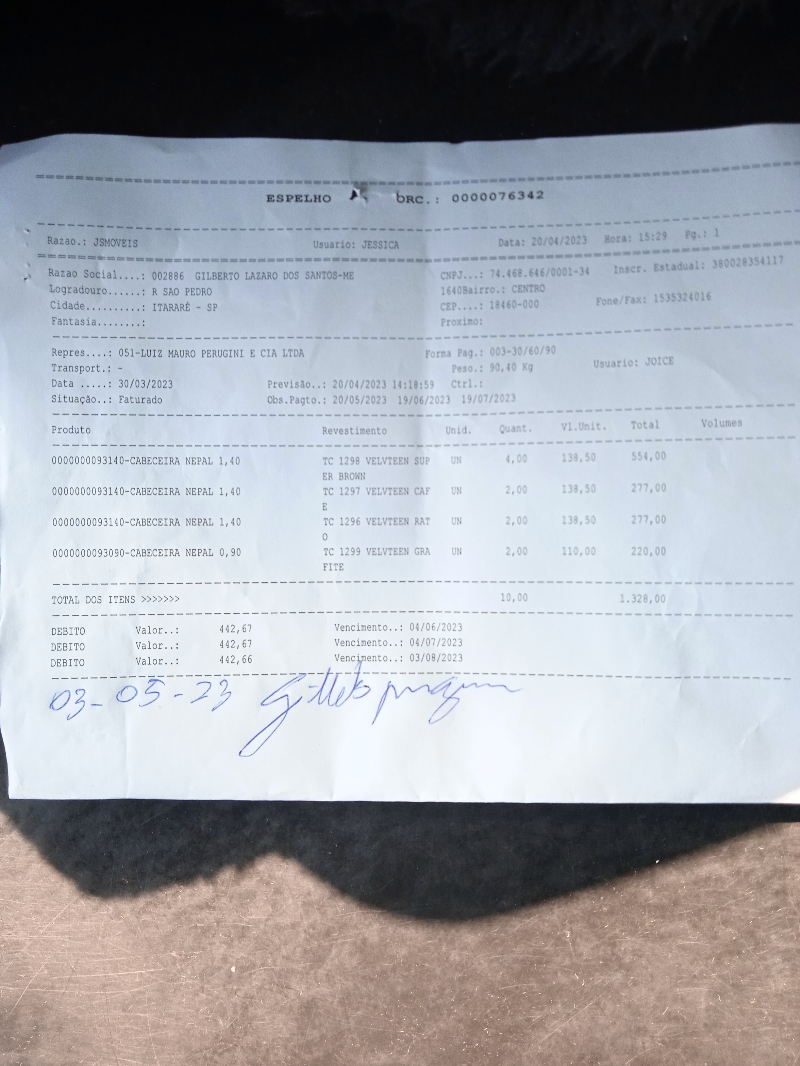 ESPELHO ORC.: 0000076342
Razao.: JSMOVEIS Usuario: JESSICA Data: 20/04/2023 Hora: 15:29 Pg.: 1
Razao Social....: 002886 GILBERTO LAZARO DOS SANTOS-ME CNPJ...: 74.468.646/0001-34 Inscr. Estadual: 380028354117
Logradouro......: R SAO PEDRO 1640Bairro.: CENTRO
Cidade..........: ITARARÉ - SP CEP....: 18460-000 Fone/Fax: 1535324016
Fantasia........: Proximo:
Repres....: 051-LUIZ MAURO PERUGINI E CIA LTDA Forma Pag.: 003-30/60/90
Transport.: - Peso.: 90,40 Kg Usuario: JOICE
Data .....: 30/03/2023 Previsão..: 20/04/2023 14:18:59 Ctrl.:
Situação..: Faturado Obs.Pagto.: 20/05/2023 19/06/2023 19/07/2023
Produto Revestimento Unid. Quant. Vl.Unit. Total Volumes
0000000093140-CABECEIRA NEPAL 1,40 TC 1298 VELVTEEN SUP UN 4,00 138,50 554,00
ER BROWN
0000000093140-CABECEIRA NEPAL 1,40 TC 1297 VELVTEEN CAF UN 2,00 138,50 277,00
E
0000000093140-CABECEIRA NEPAL 1,40 TC 1296 VELVTEEN RAT UN 2,00 138,50 277,00
O
0000000093090-CABECEIRA NEPAL 0,90 TC 1299 VELVTEEN GRA UN 2,00 110,00 220,00
FITE
TOTAL DOS ITENS >>>>>>> 10,00 1.328,00
DEBITO Valor..: 442,67 Vencimento..: 04/06/2023
DEBITO Valor..: 442,67 Vencimento..: 04/07/2023
DEBITO Valor..: 442,66 Vencimento..: 03/08/2023
03-05-23